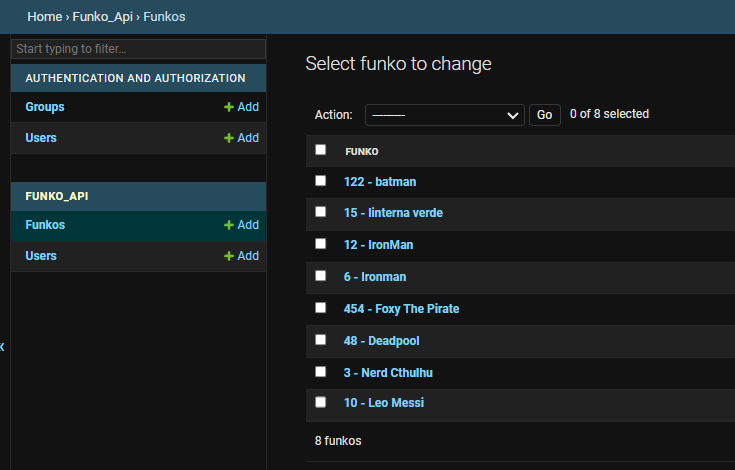 Home › Funko_Api › Funkos
Start typing to filter...
AUTHENTICATION AND AUTHORIZATION
Groups + Add
Users + Add
FUNKO_API
Funkos + Add
Users + Add
Select funko to change
Action: --------- Go 0 of 8 selected
FUNKO
122 - batman
15 - linterna verde
12 - IronMan
6 - Ironman
454 - Foxy The Pirate
48 - Deadpool
3 - Nerd Cthulhu
10 - Leo Messi
8 funkos